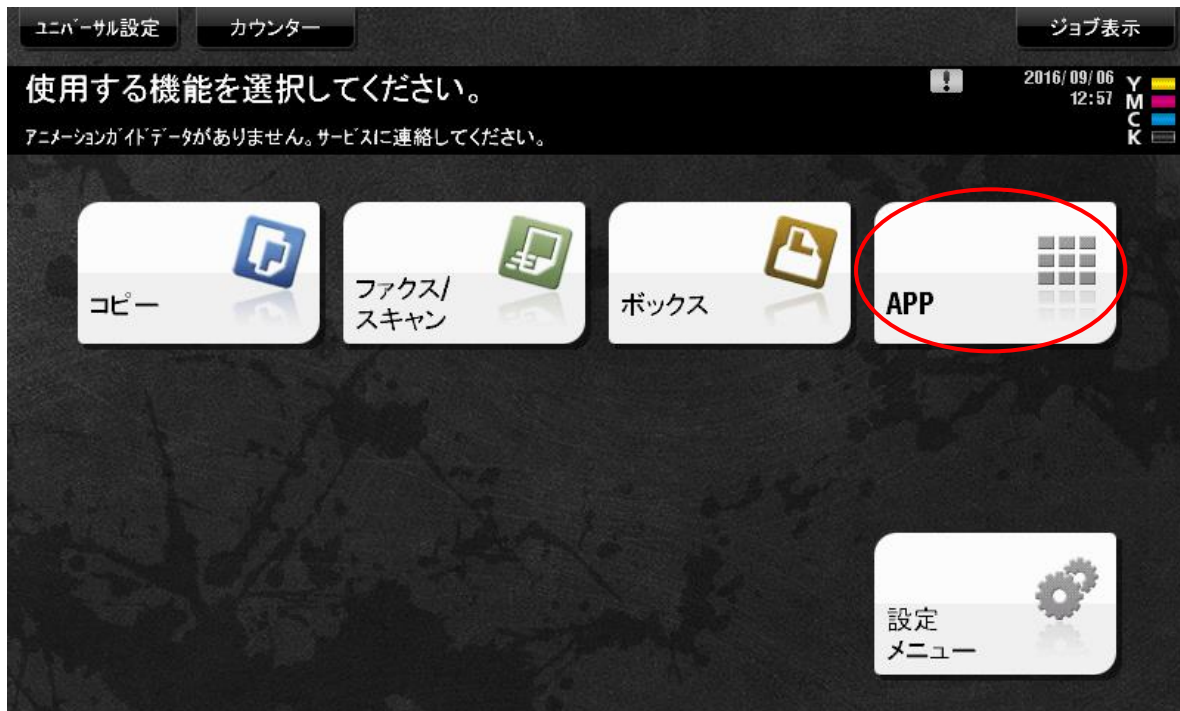 ユニバーサル設定 カウンター ジョブ表示
使用する機能を選択してください。 ! 2016/09/06 Y
12:57 M
アニメーションガイドデータがありません。サービスに連絡してください。 C
K
コピー
ファクス/
スキャン
ボックス
APP
設定
メニュー